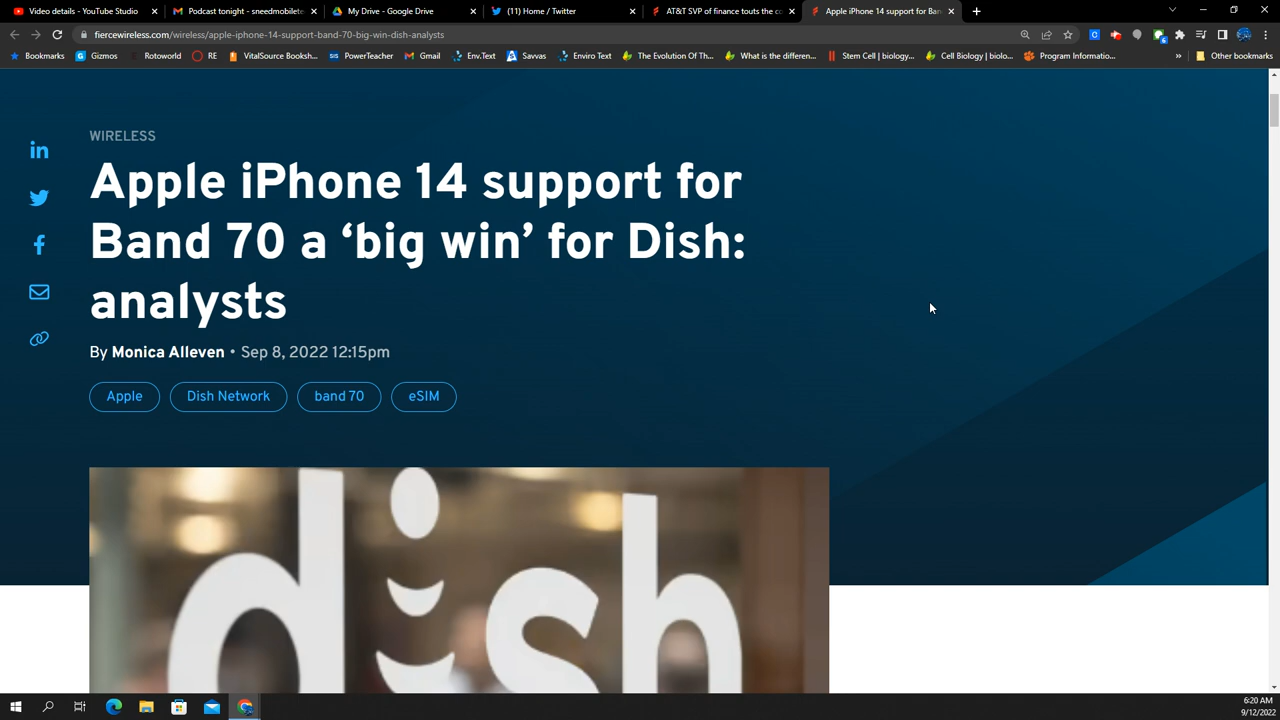 Video details - YouTube Studio
Podcast tonight - sneedmobilete
My Drive - Google Drive
(11) Home / Twitter
AT&T SVP of finance touts the co
Apple iPhone 14 support for Ban
fiercewireless.com/wireless/apple-iphone-14-support-band-70-big-win-dish-analysts
Bookmarks
Gizmos
Rotoworld
RE
VitalSource Booksh...
SIS PowerTeacher
Gmail
Env.Text
Savvas
Enviro Text
The Evolution Of Th...
What is the differen...
Stem Cell | biology...
Cell Biology | biolo...
Program Informatio...
»
Other bookmarks
WIRELESS
Apple iPhone 14 support for
Band 70 a ‘big win’ for Dish:
analysts
By Monica Alleven • Sep 8, 2022 12:15pm
Apple
Dish Network
band 70
eSIM
dish
6:20 AM
9/12/2022